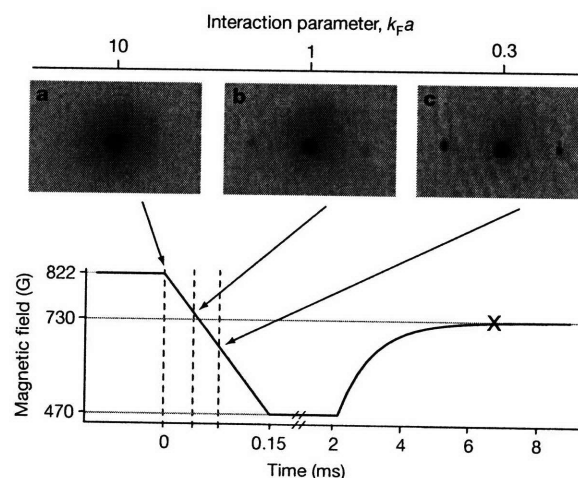 Interaction parameter, kFa
10 1 0.3
a b c
822
730
470
Magnetic field (G)
X
0 0.15 2 4 6 8
Time (ms)